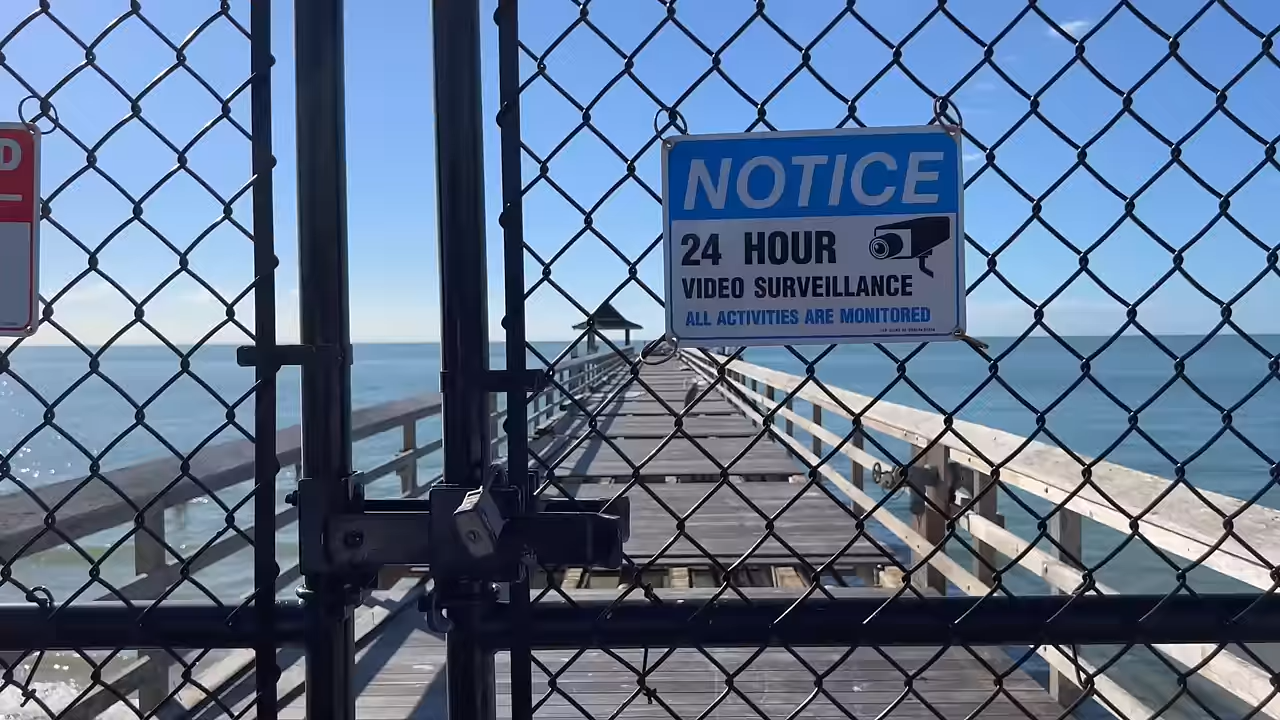 D
NOTICE
24 HOUR
VIDEO SURVEILLANCE
ALL ACTIVITIES ARE MONITORED